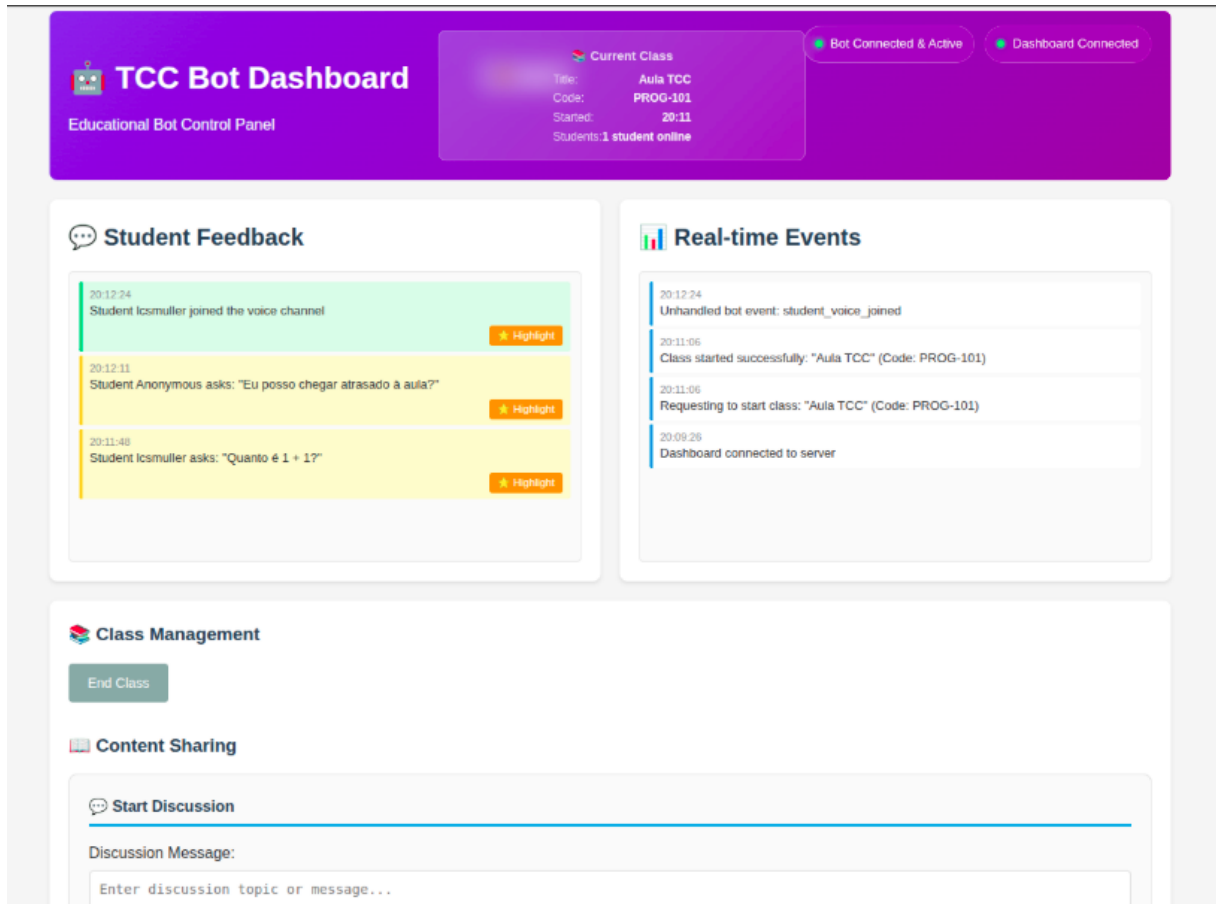 🤖 TCC Bot Dashboard
Educational Bot Control Panel
📚 Current Class
Title: Aula TCC
Code: PROG-101
Started: 20:11
Students:1 student online
Bot Connected & Active
Dashboard Connected
💬 Student Feedback
20:12:24
Student lcsmuller joined the voice channel
⭐ Highlight
20:12:11
Student Anonymous asks: "Eu posso chegar atrasado à aula?"
⭐ Highlight
20:11:48
Student lcsmuller asks: "Quanto é 1 + 1?"
⭐ Highlight
📊 Real-time Events
20:12:24
Unhandled bot event: student_voice_joined
20:11:06
Class started successfully: "Aula TCC" (Code: PROG-101)
20:11:06
Requesting to start class: "Aula TCC" (Code: PROG-101)
20:09:26
Dashboard connected to server
📚 Class Management
End Class
📖 Content Sharing
💬 Start Discussion
Discussion Message:
Enter discussion topic or message...